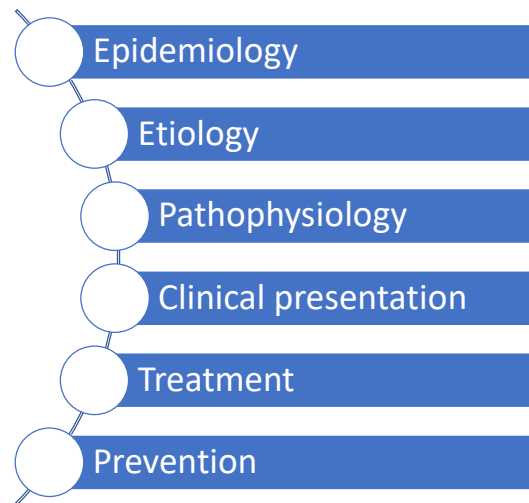 Epidemiology
Etiology
Pathophysiology
Clinical presentation
Treatment
Prevention